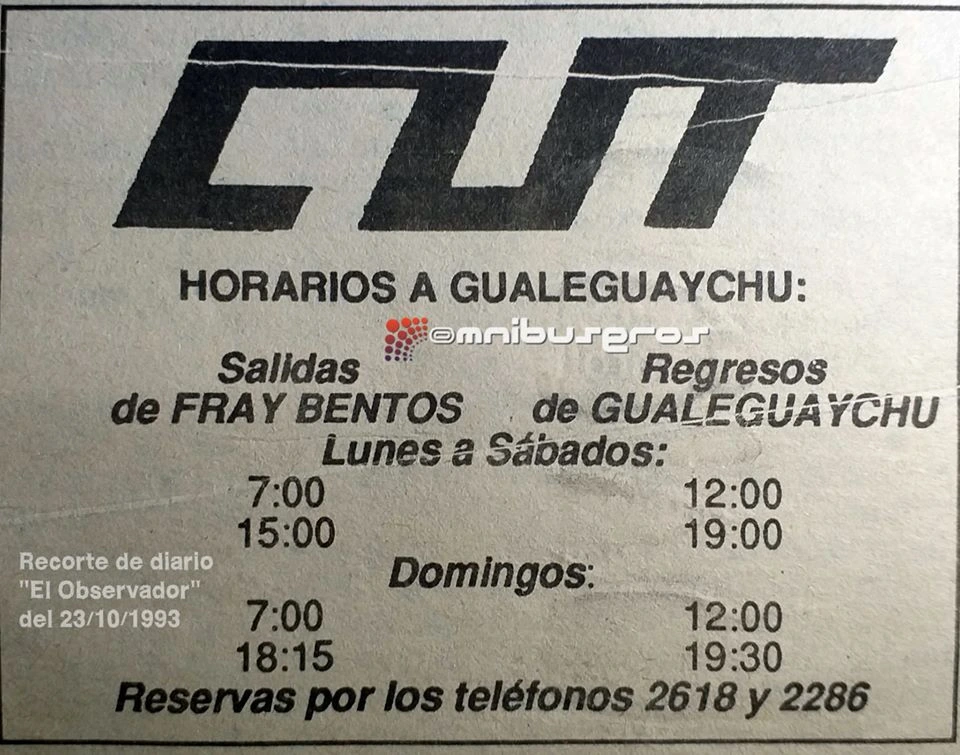 CUT
HORARIOS A GUALEGUAYCHU:
@mnibusgros
Salidas Regresos
de FRAY BENTOS de GUALEGUAYCHU
Lunes a Sábados:
7:00 12:00
15:00 19:00
Domingos:
7:00 12:00
18:15 19:30
Reservas por los teléfonos 2618 y 2286
Recorte de diario
"El Observador"
del 23/10/1993